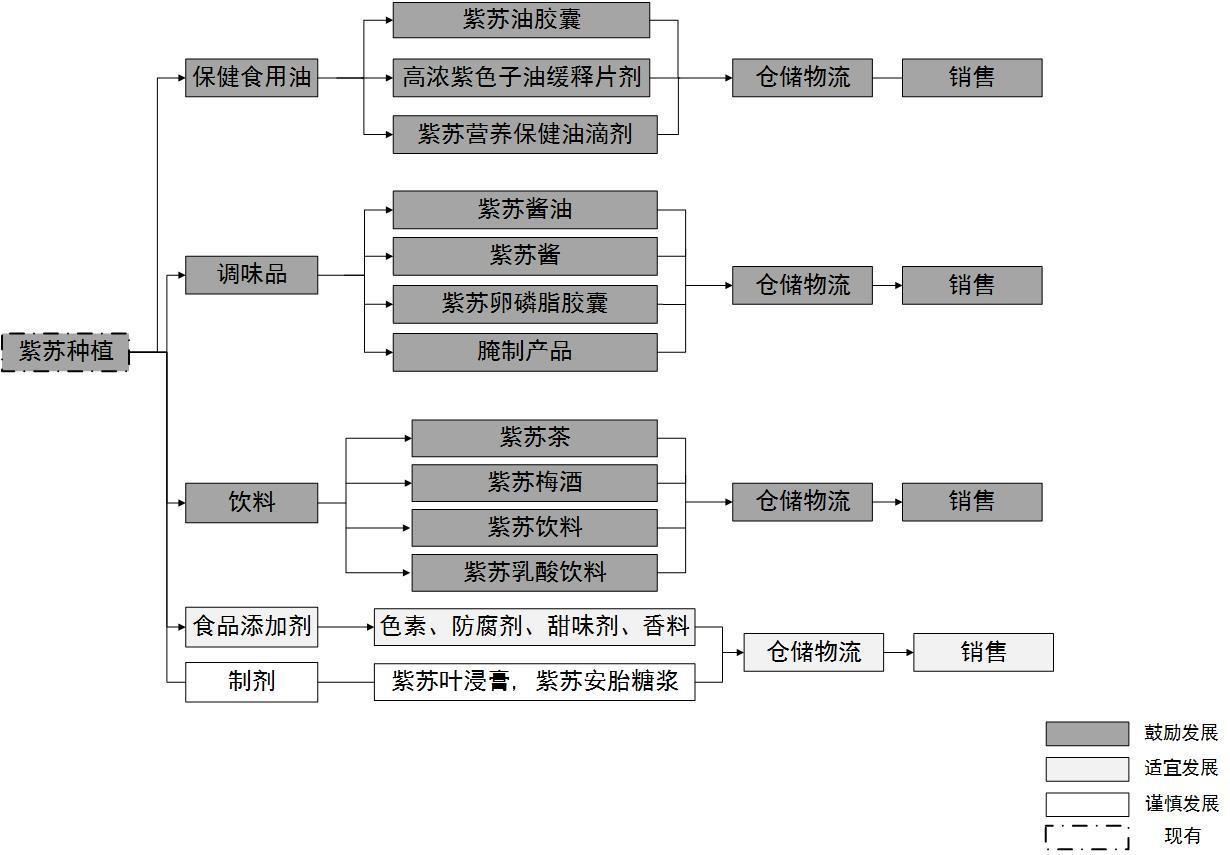 紫苏种植
保健食用油
紫苏油胶囊
高浓紫色子油缓释片剂
紫苏营养保健油滴剂
仓储物流
销售
调味品
紫苏酱油
紫苏酱
紫苏卵磷脂胶囊
腌制产品
仓储物流
销售
饮料
紫苏茶
紫苏梅酒
紫苏饮料
紫苏乳酸饮料
仓储物流
销售
食品添加剂
色素、防腐剂、甜味剂、香料
制剂
紫苏叶浸膏，紫苏安胎糖浆
仓储物流
销售
鼓励发展
适宜发展
谨慎发展
现有